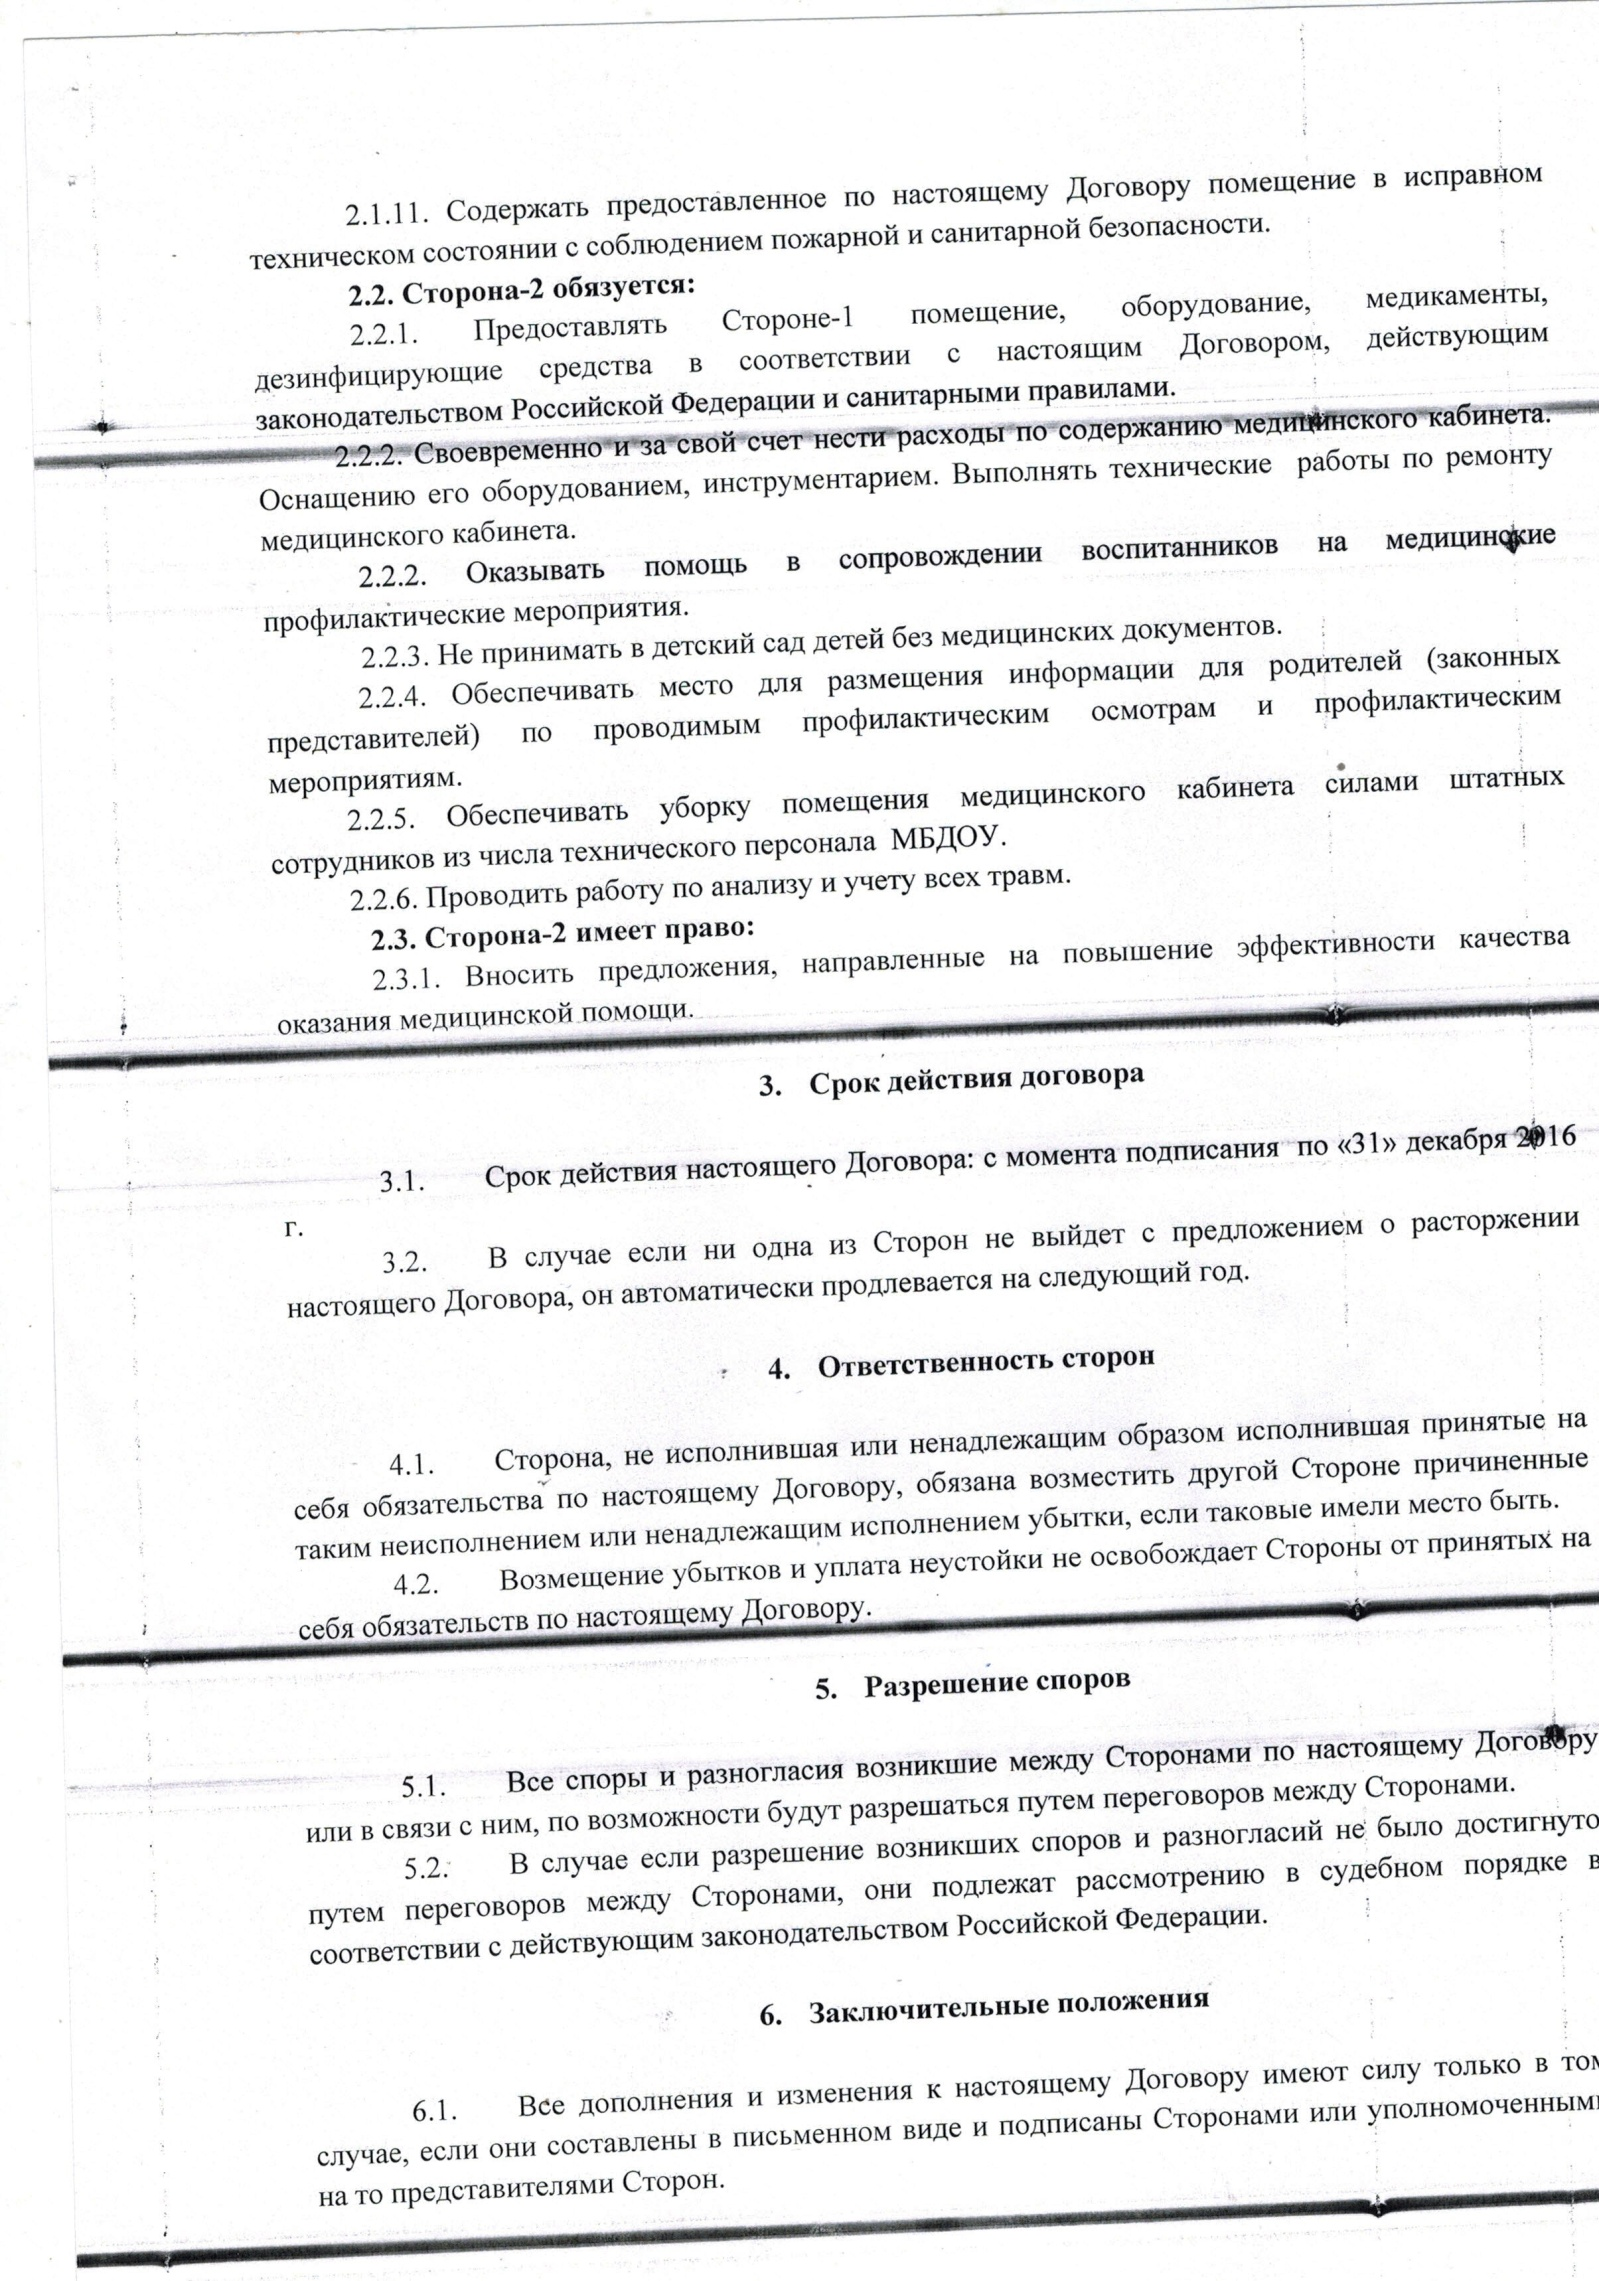 2.1.11. Содержать предоставленное по настоящему Договору помещение в исправном
техническом состоянии с соблюдением пожарной и санитарной безопасности.
2.2. Сторона-2 обязуется:
2.2.1. Предоставлять Стороне-1 помещение, оборудование, медикаменты,
дезинфицирующие средства в соответствии с настоящим Договором, действующим
законодательством Российской Федерации и санитарными правилами.
2.2.2. Своевременно и за свой счет нести расходы по содержанию медицинского кабинета.
Оснащению его оборудованием, инструментарием. Выполнять технические работы по ремонту
медицинского кабинета.
2.2.2. Оказывать помощь в сопровождении воспитанников на медицинские
профилактические мероприятия.
2.2.3. Не принимать в детский сад детей без медицинских документов.
2.2.4. Обеспечивать место для размещения информации для родителей (законных
представителей) по проводимым профилактическим осмотрам и профилактическим
мероприятиям.
2.2.5. Обеспечивать уборку помещения медицинского кабинета силами штатных
сотрудников из числа технического персонала МБДОУ.
2.2.6. Проводить работу по анализу и учету всех травм.
2.3. Сторона-2 имеет право:
2.3.1. Вносить предложения, направленные на повышение эффективности качества
оказания медицинской помощи.
3. Срок действия договора
3.1. Срок действия настоящего Договора: с момента подписания по «31» декабря 2016
г.
3.2. В случае если ни одна из Сторон не выйдет с предложением о расторжении
настоящего Договора, он автоматически продлевается на следующий год.
4. Ответственность сторон
4.1. Сторона, не исполнившая или ненадлежащим образом исполнившая принятые на
себя обязательства по настоящему Договору, обязана возместить другой Стороне причиненные
таким неисполнением или ненадлежащим исполнением убытки, если таковые имели место быть.
4.2. Возмещение убытков и уплата неустойки не освобождает Стороны от принятых на
себя обязательств по настоящему Договору.
5. Разрешение споров
5.1. Все споры и разногласия возникшие между Сторонами по настоящему Договору
или в связи с ним, по возможности будут разрешаться путем переговоров между Сторонами.
5.2. В случае если разрешение возникших споров и разногласий не было достигнуто
путем переговоров между Сторонами, они подлежат рассмотрению в судебном порядке в
соответствии с действующим законодательством Российской Федерации.
6. Заключительные положения
6.1. Все дополнения и изменения к настоящему Договору имеют силу только в том
случае, если они составлены в письменном виде и подписаны Сторонами или уполномоченными
на то представителями Сторон.